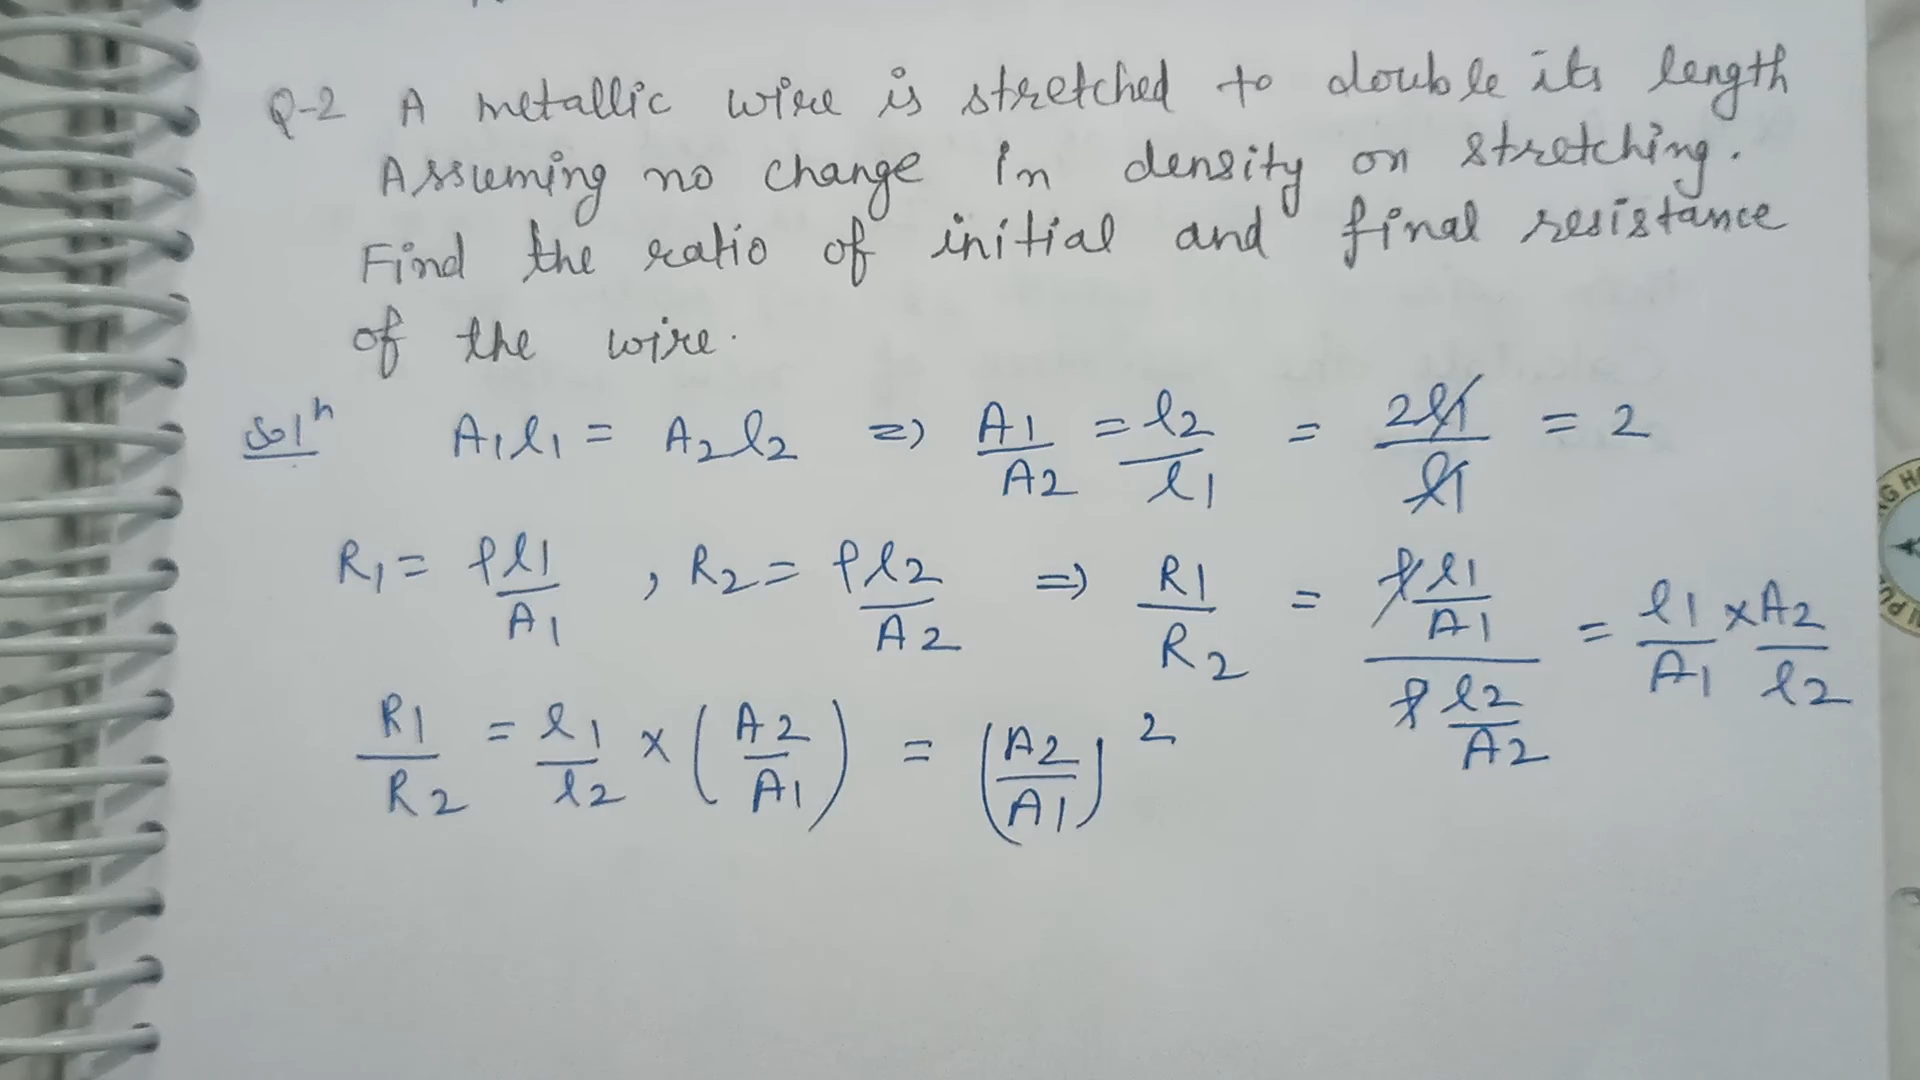 Q-2 A metallic wire is stretched to double its length
Assuming no change in density on stretching.
Find the ratio of initial and final resistance
of the wire.
Solⁿ A₁l₁ = A₂l₂ => A1/A2 = l2/l1 = 2l1/l1 = 2
R₁ = ρl1/A1 , R₂ = ρl2/A2 => R1/R2 = (ρl1/A1)/(ρl2/A2) = l1/A1 × A2/l2
R1/R2 = l1/l2 × (A2/A1) = (A2/A1)²